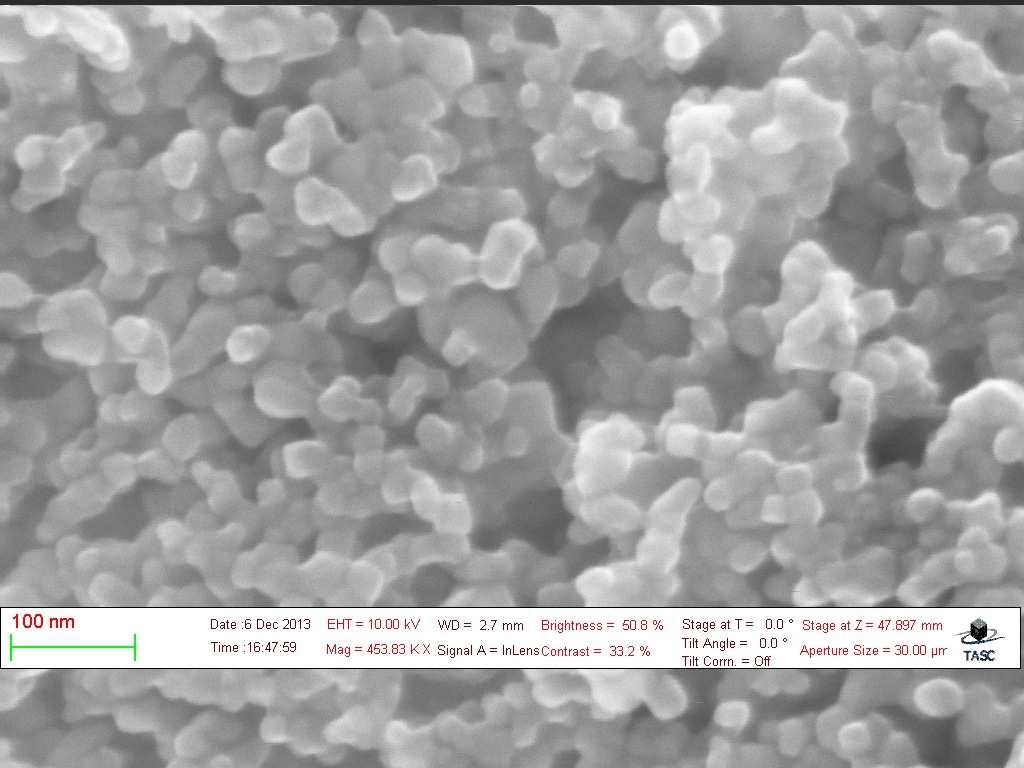 100 nm
Date :6 Dec 2013 EHT = 10.00 kV WD = 2.7 mm Brightness = 50.8 % Stage at T = 0.0 ° Stage at Z = 47.897 mm
Time :16:47:59 Mag = 453.83 K X Signal A = InLens Contrast = 33.2 % Tilt Angle = 0.0 ° Aperture Size = 30.00 µm
Tilt Corrn. = Off
TASC